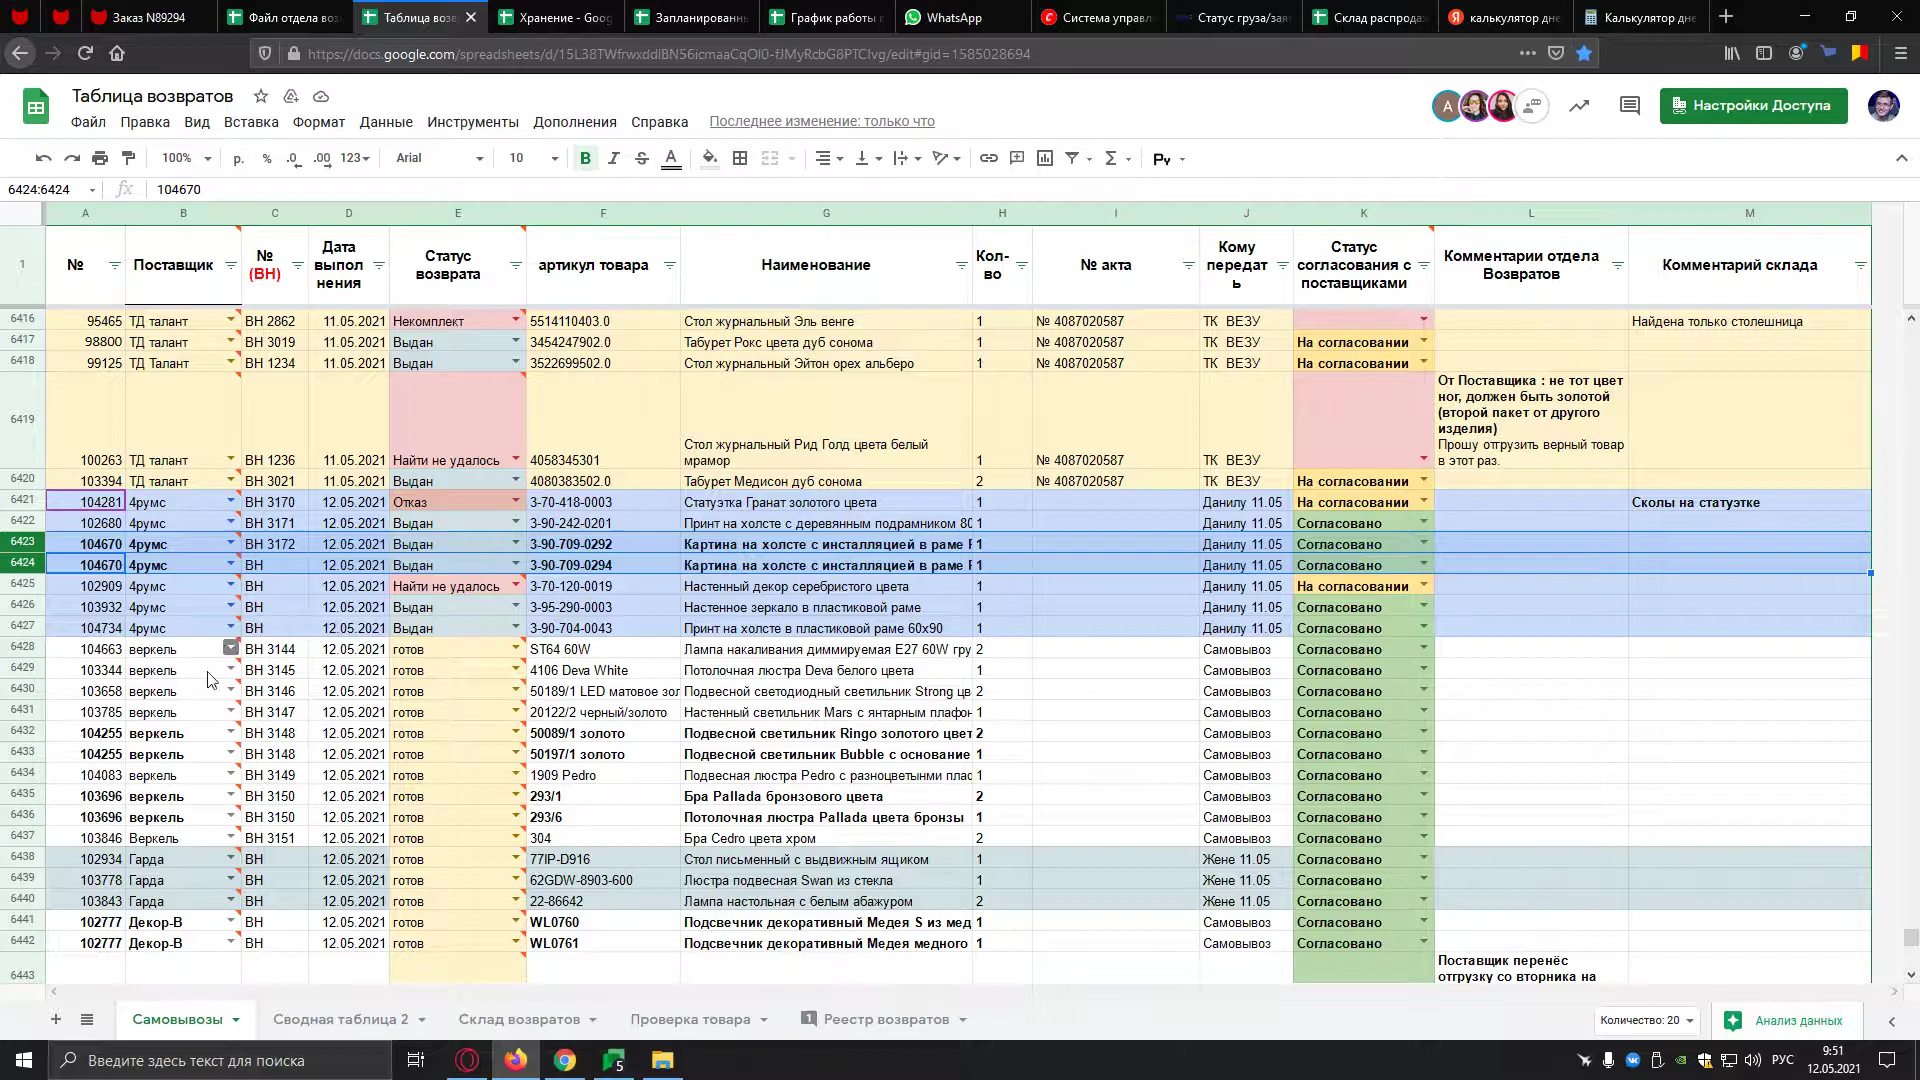 Заказ N89294
Файл отдела воз
Таблица возв
Хранение - Goog
Запланированн
График работы в
WhatsApp
Система управл
Статус груза/зая
Склад распрода
калькулятор дне
Калькулятор дне
https://docs.google.com/spreadsheets/d/15L38TWfrwxddlBN56icmaaCqOl0-fJMyRcbG8PTCIvg/edit#gid=1585028694
Таблица возвратов
Настройки Доступа
Файл Правка Вид Вставка Формат Данные Инструменты Дополнения Справка Последнее изменение: только что
100% р. % .0 .00 123 Arial 10 B I S A Σ Ру
6424:6424 fx 104670
A B C D E F G H I J K L M
1 № Поставщик № (ВН) Дата выпол нения Статус возврата артикул товара Наименование Кол-во № акта Кому передат ь Статус согласования с поставщиками Комментарии отдела Возвратов Комментарий склада
6416 95465 ТД талант ВН 2862 11.05.2021 Некомплект 5514110403.0 Стол журнальный Эль венге 1 № 4087020587 ТК ВЕЗУ Найдена только столешница
6417 98800 ТД талант ВН 3019 11.05.2021 Выдан 3454247902.0 Табурет Рокс цвета дуб сонома 1 № 4087020587 ТК ВЕЗУ На согласовании
6418 99125 ТД Талант ВН 1234 11.05.2021 Выдан 3522699502.0 Стол журнальный Эйтон орех альберо 1 № 4087020587 ТК ВЕЗУ На согласовании
От Поставщика : не тот цвет
ног, должен быть золотой
(второй пакет от другого
изделия)
Прошу отгрузить верный товар
в этот раз.
6419 100263 ТД талант ВН 1236 11.05.2021 Найти не удалось 4058345301 Стол журнальный Рид Голд цвета белый мрамор 1 № 4087020587 ТК ВЕЗУ
6420 103394 ТД талант ВН 3021 11.05.2021 Выдан 4080383502.0 Табурет Медисон дуб сонома 2 № 4087020587 ТК ВЕЗУ На согласовании
6421 104281 4румс ВН 3170 12.05.2021 Отказ 3-70-418-0003 Статуэтка Гранат золотого цвета 1 Данилу 11.05 На согласовании Сколы на статуэтке
6422 102680 4румс ВН 3171 12.05.2021 Выдан 3-90-242-0201 Принт на холсте с деревянным подрамником 80 1 Данилу 11.05 Согласовано
6423 104670 4румс ВН 3172 12.05.2021 Выдан 3-90-709-0292 Картина на холсте с инсталляцией в раме 1 Данилу 11.05 Согласовано
6424 104670 4румс ВН 12.05.2021 Выдан 3-90-709-0294 Картина на холсте с инсталляцией в раме 1 Данилу 11.05 Согласовано
6425 102909 4румс ВН 12.05.2021 Найти не удалось 3-70-120-0019 Настенный декор серебристого цвета 1 Данилу 11.05 На согласовании
6426 103932 4румс ВН 12.05.2021 Выдан 3-95-290-0003 Настенное зеркало в пластиковой раме 1 Данилу 11.05 Согласовано
6427 104734 4румс ВН 12.05.2021 Выдан 3-90-704-0043 Принт на холсте в пластиковой раме 60x90 1 Данилу 11.05 Согласовано
6428 104663 веркель ВН 3144 12.05.2021 готов ST64 60W Лампа накаливания диммируемая E27 60W гру 2 Самовывоз Согласовано
6429 103344 веркель ВН 3145 12.05.2021 готов 4106 Deva White Потолочная люстра Deva белого цвета 1 Самовывоз Согласовано
6430 103658 веркель ВН 3146 12.05.2021 готов 50189/1 LED матовое зол Подвесной светодиодный светильник Strong цв 2 Самовывоз Согласовано
6431 103785 веркель ВН 3147 12.05.2021 готов 20122/2 черный/золото Настенный светильник Mars с янтарным плафон 1 Самовывоз Согласовано
6432 104255 веркель ВН 3148 12.05.2021 готов 50089/1 золото Подвесной светильник Ringo золотого цвет 2 Самовывоз Согласовано
6433 104255 веркель ВН 3148 12.05.2021 готов 50197/1 золото Подвесной светильник Bubble с основание 1 Самовывоз Согласовано
6434 104083 веркель ВН 3149 12.05.2021 готов 1909 Pedro Подвесная люстра Pedro с разноцветными плас 1 Самовывоз Согласовано
6435 103696 веркель ВН 3150 12.05.2021 готов 293/1 Бра Pallada бронзового цвета 2 Самовывоз Согласовано
6436 103696 веркель ВН 3150 12.05.2021 готов 293/6 Потолочная люстра Pallada цвета бронзы 1 Самовывоз Согласовано
6437 103846 Веркель ВН 3151 12.05.2021 готов 304 Бра Cedro цвета хром 2 Самовывоз Согласовано
6438 102934 Гарда ВН 12.05.2021 готов 77IP-D916 Стол письменный с выдвижным ящиком 1 Жене 11.05 Согласовано
6439 103778 Гарда ВН 12.05.2021 готов 62GDW-8903-600 Люстра подвесная Swan из стекла 1 Жене 11.05 Согласовано
6440 103843 Гарда ВН 12.05.2021 готов 22-86642 Лампа настольная с белым абажуром 2 Жене 11.05 Согласовано
6441 102777 Декор-В ВН 12.05.2021 готов WL0760 Подсвечник декоративный Медея S из мед 1 Самовывоз Согласовано
6442 102777 Декор-В ВН 12.05.2021 готов WL0761 Подсвечник декоративный Медея медного 1 Самовывоз Согласовано
6443 Поставщик перенёс
отгрузку со вторника на
Самовывозы Сводная таблица 2 Склад возвратов Проверка товара 1 Реестр возвратов Количество: 20 Анализ данных
Введите здесь текст для поиска
5
РУС
9:51
12.05.2021